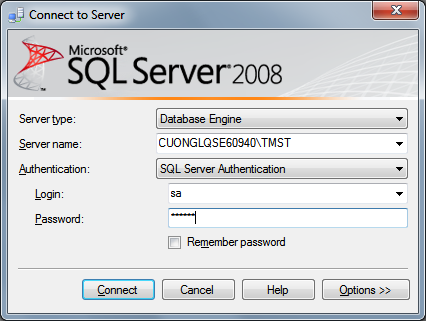 Connect to Server
Microsoft®
SQL Server® 2008
Server type: Database Engine
Server name: CUONGLQSE60940\TMST
Authentication: SQL Server Authentication
Login: sa
Password: ******
Remember password
Connect Cancel Help Options >>